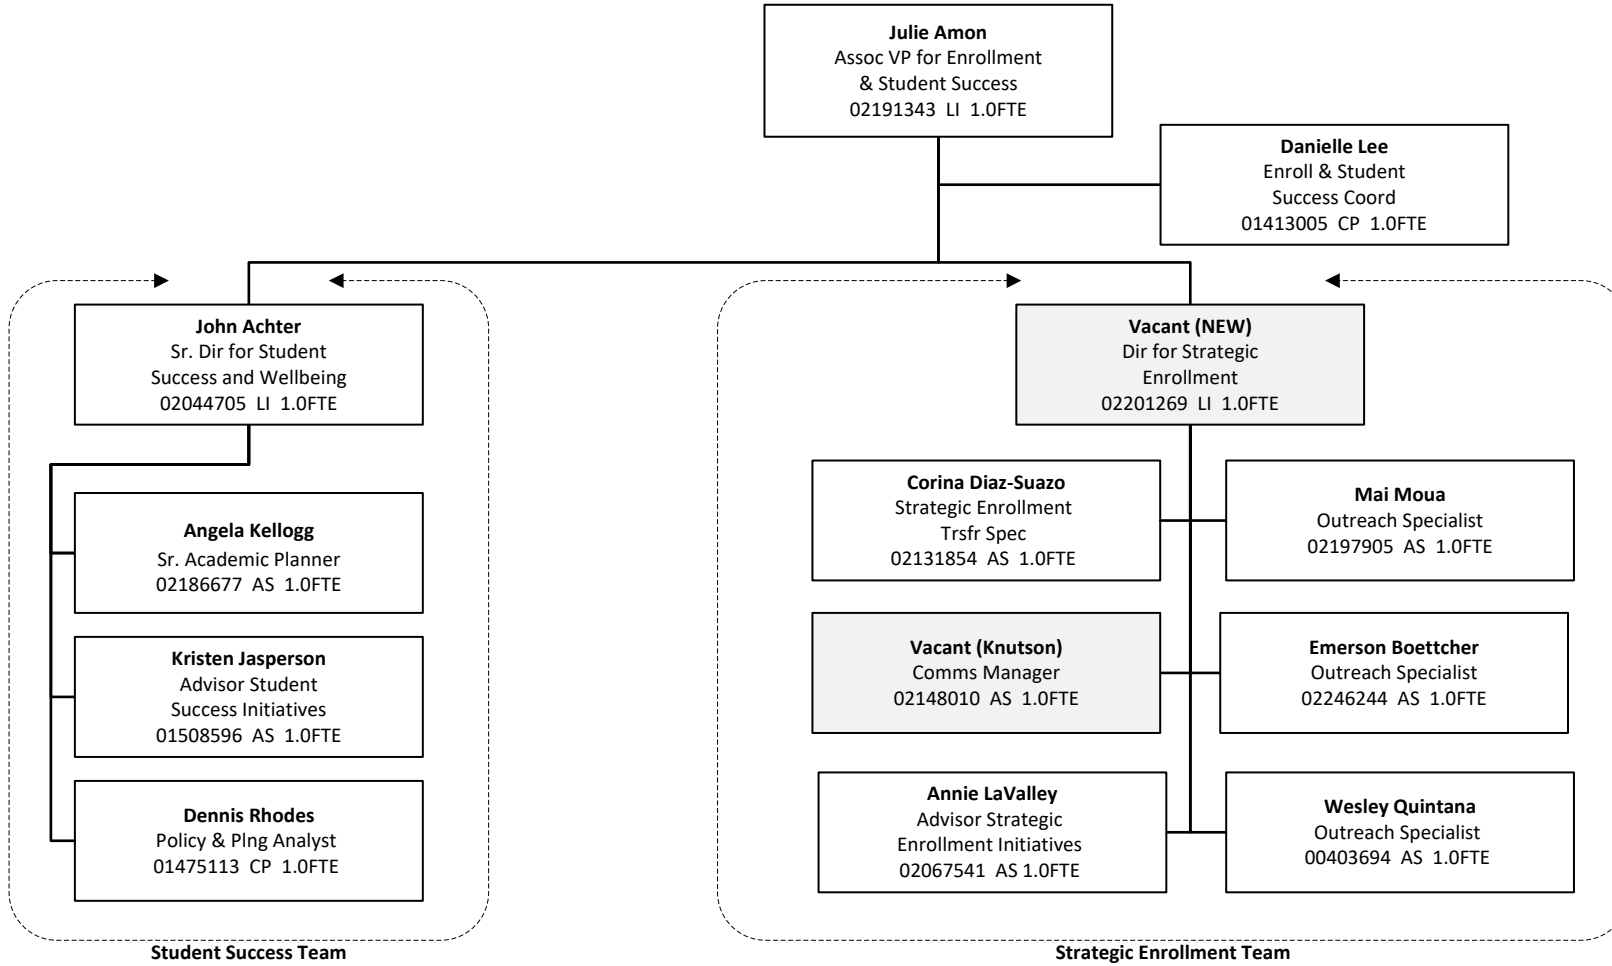 Julie Amon
Assoc VP for Enrollment
& Student Success
02191343  LI  1.0FTE
Danielle Lee
Enroll & Student
Success Coord
01413005  CP  1.0FTE
John Achter
Sr. Dir for Student
Success and Wellbeing
02044705  LI  1.0FTE
Angela Kellogg
Sr. Academic Planner
02186677  AS  1.0FTE
Kristen Jasperson
Advisor Student
Success Initiatives
01508596  AS  1.0FTE
Dennis Rhodes
Policy & Plng Analyst
01475113  CP  1.0FTE
Student Success Team
Vacant (NEW)
Dir for Strategic
Enrollment
02201269  LI  1.0FTE
Corina Diaz-Suazo
Strategic Enrollment
Trsfr Spec
02131854  AS  1.0FTE
Mai Moua
Outreach Specialist
02197905  AS  1.0FTE
Vacant (Knutson)
Comms Manager
02148010  AS  1.0FTE
Emerson Boettcher
Outreach Specialist
02246244  AS  1.0FTE
Annie LaValley
Advisor Strategic
Enrollment Initiatives
02067541  AS 1.0FTE
Wesley Quintana
Outreach Specialist
00403694  AS  1.0FTE
Strategic Enrollment Team